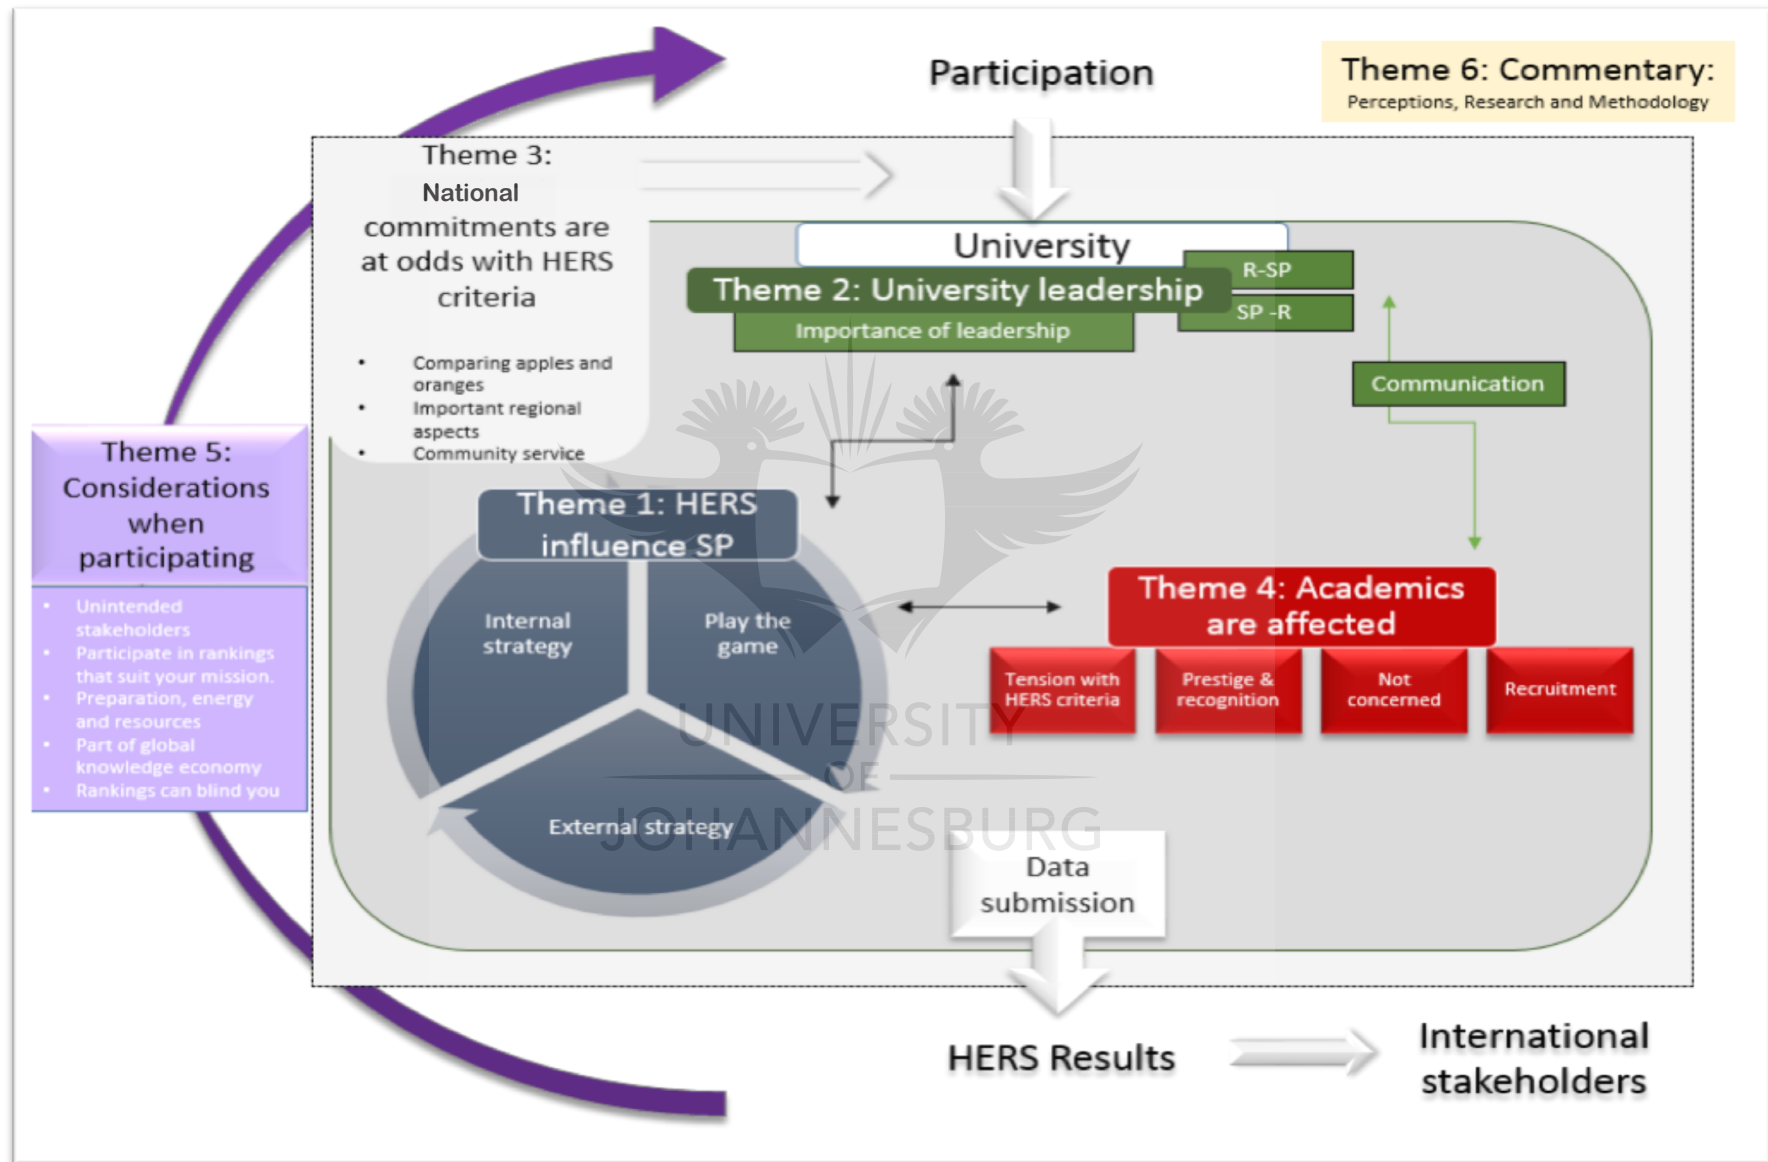 Participation
Theme 6: Commentary:
Perceptions, Research and Methodology
Theme 3:
National
commitments are
at odds with HERS
criteria
• Comparing apples and
oranges
• Important regional
aspects
• Community service
University
Theme 2: University leadership
Importance of leadership
R-SP
SP -R
Communication
Theme 5:
Considerations
when
participating
• Unintended
stakeholders
• Participate in rankings
that suit your mission.
• Preparation, energy
and resources
• Part of global
knowledge economy
• Rankings can blind you
Theme 1: HERS
influence SP
Internal
strategy
Play the
game
External strategy
Theme 4: Academics
are affected
Tension with
HERS criteria
Prestige &
recognition
Not
concerned
Recruitment
UNIVERSITY
OF
JOHANNESBURG
Data
submission
HERS Results
International
stakeholders